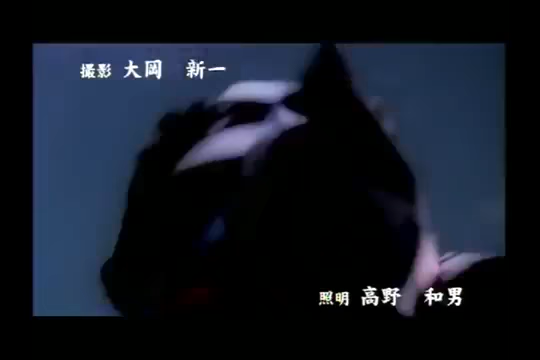 撮影 大岡 新一
照明 高野 和男